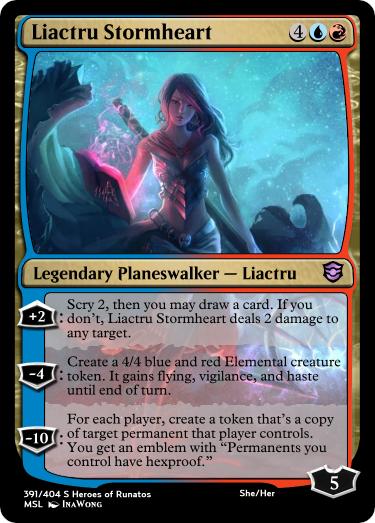 Liactru Stormheart 4
Legendary Planeswalker — Liactru
+2: Scry 2, then you may draw a card. If you
don't, Liactru Stormheart deals 2 damage to
any target.
-4: Create a 4/4 blue and red Elemental creature
token. It gains flying, vigilance, and haste
until end of turn.
-10: For each player, create a token that's a copy
of target permanent that player controls.
You get an emblem with “Permanents you
control have hexproof.”
5
391/404 S Heroes of Runatos She/Her
MSL InaWong